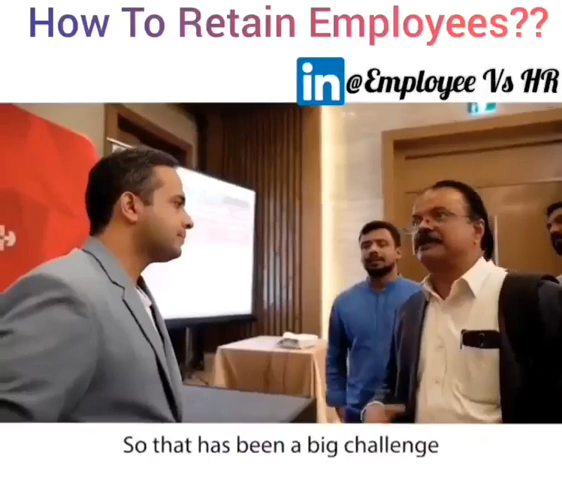 How To Retain Employees??
in @Employee Vs HR
So that has been a big challenge